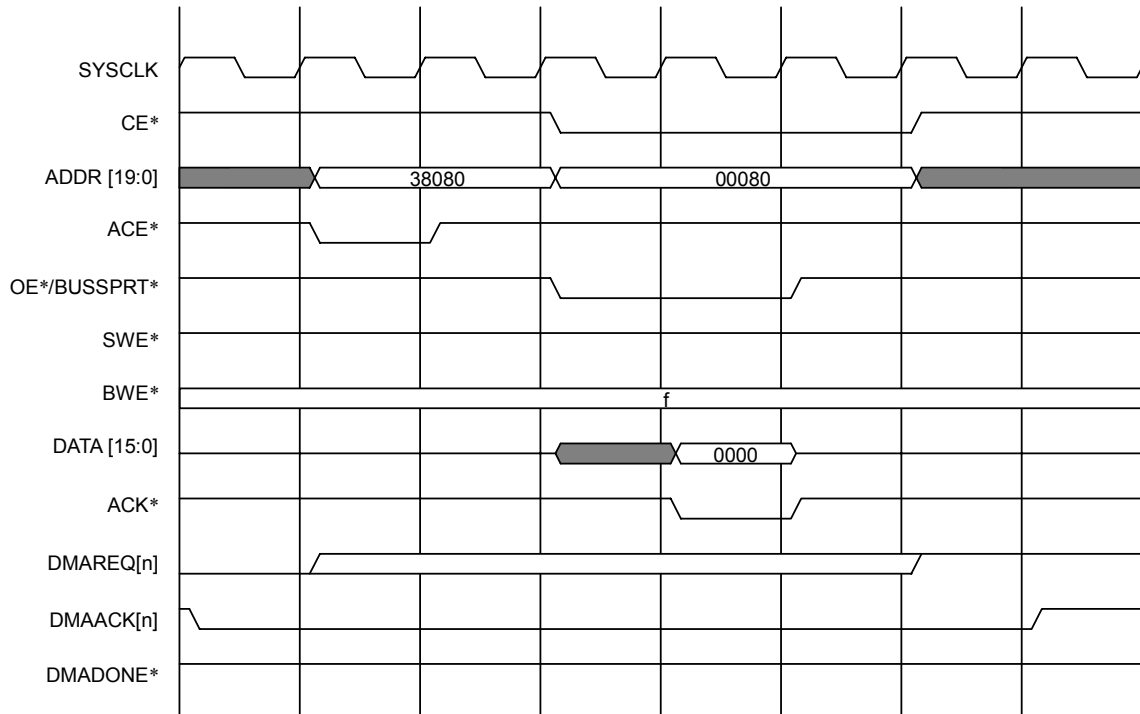 SYSCLK
CE*
ADDR [19:0] 38080 00080
ACE*
OE*/BUSSPRT*
SWE*
BWE* f
DATA [15:0] 0000
ACK*
DMAREQ[n]
DMAACK[n]
DMADONE*